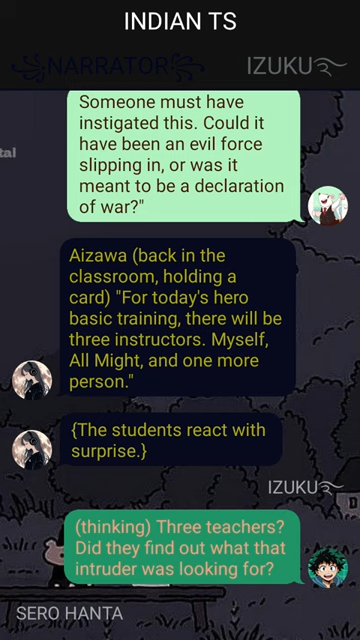 INDIAN TS
NARRATOR
IZUKU
Someone must have
instigated this. Could it
have been an evil force
slipping in, or was it
meant to be a declaration
of war?"
tal
Aizawa (back in the
classroom, holding a
card) "For today's hero
basic training, there will be
three instructors. Myself,
All Might, and one more
person."
{The students react with
surprise.}
IZUKU
(thinking) Three teachers?
Did they find out what that
intruder was looking for?
SERO HANTA